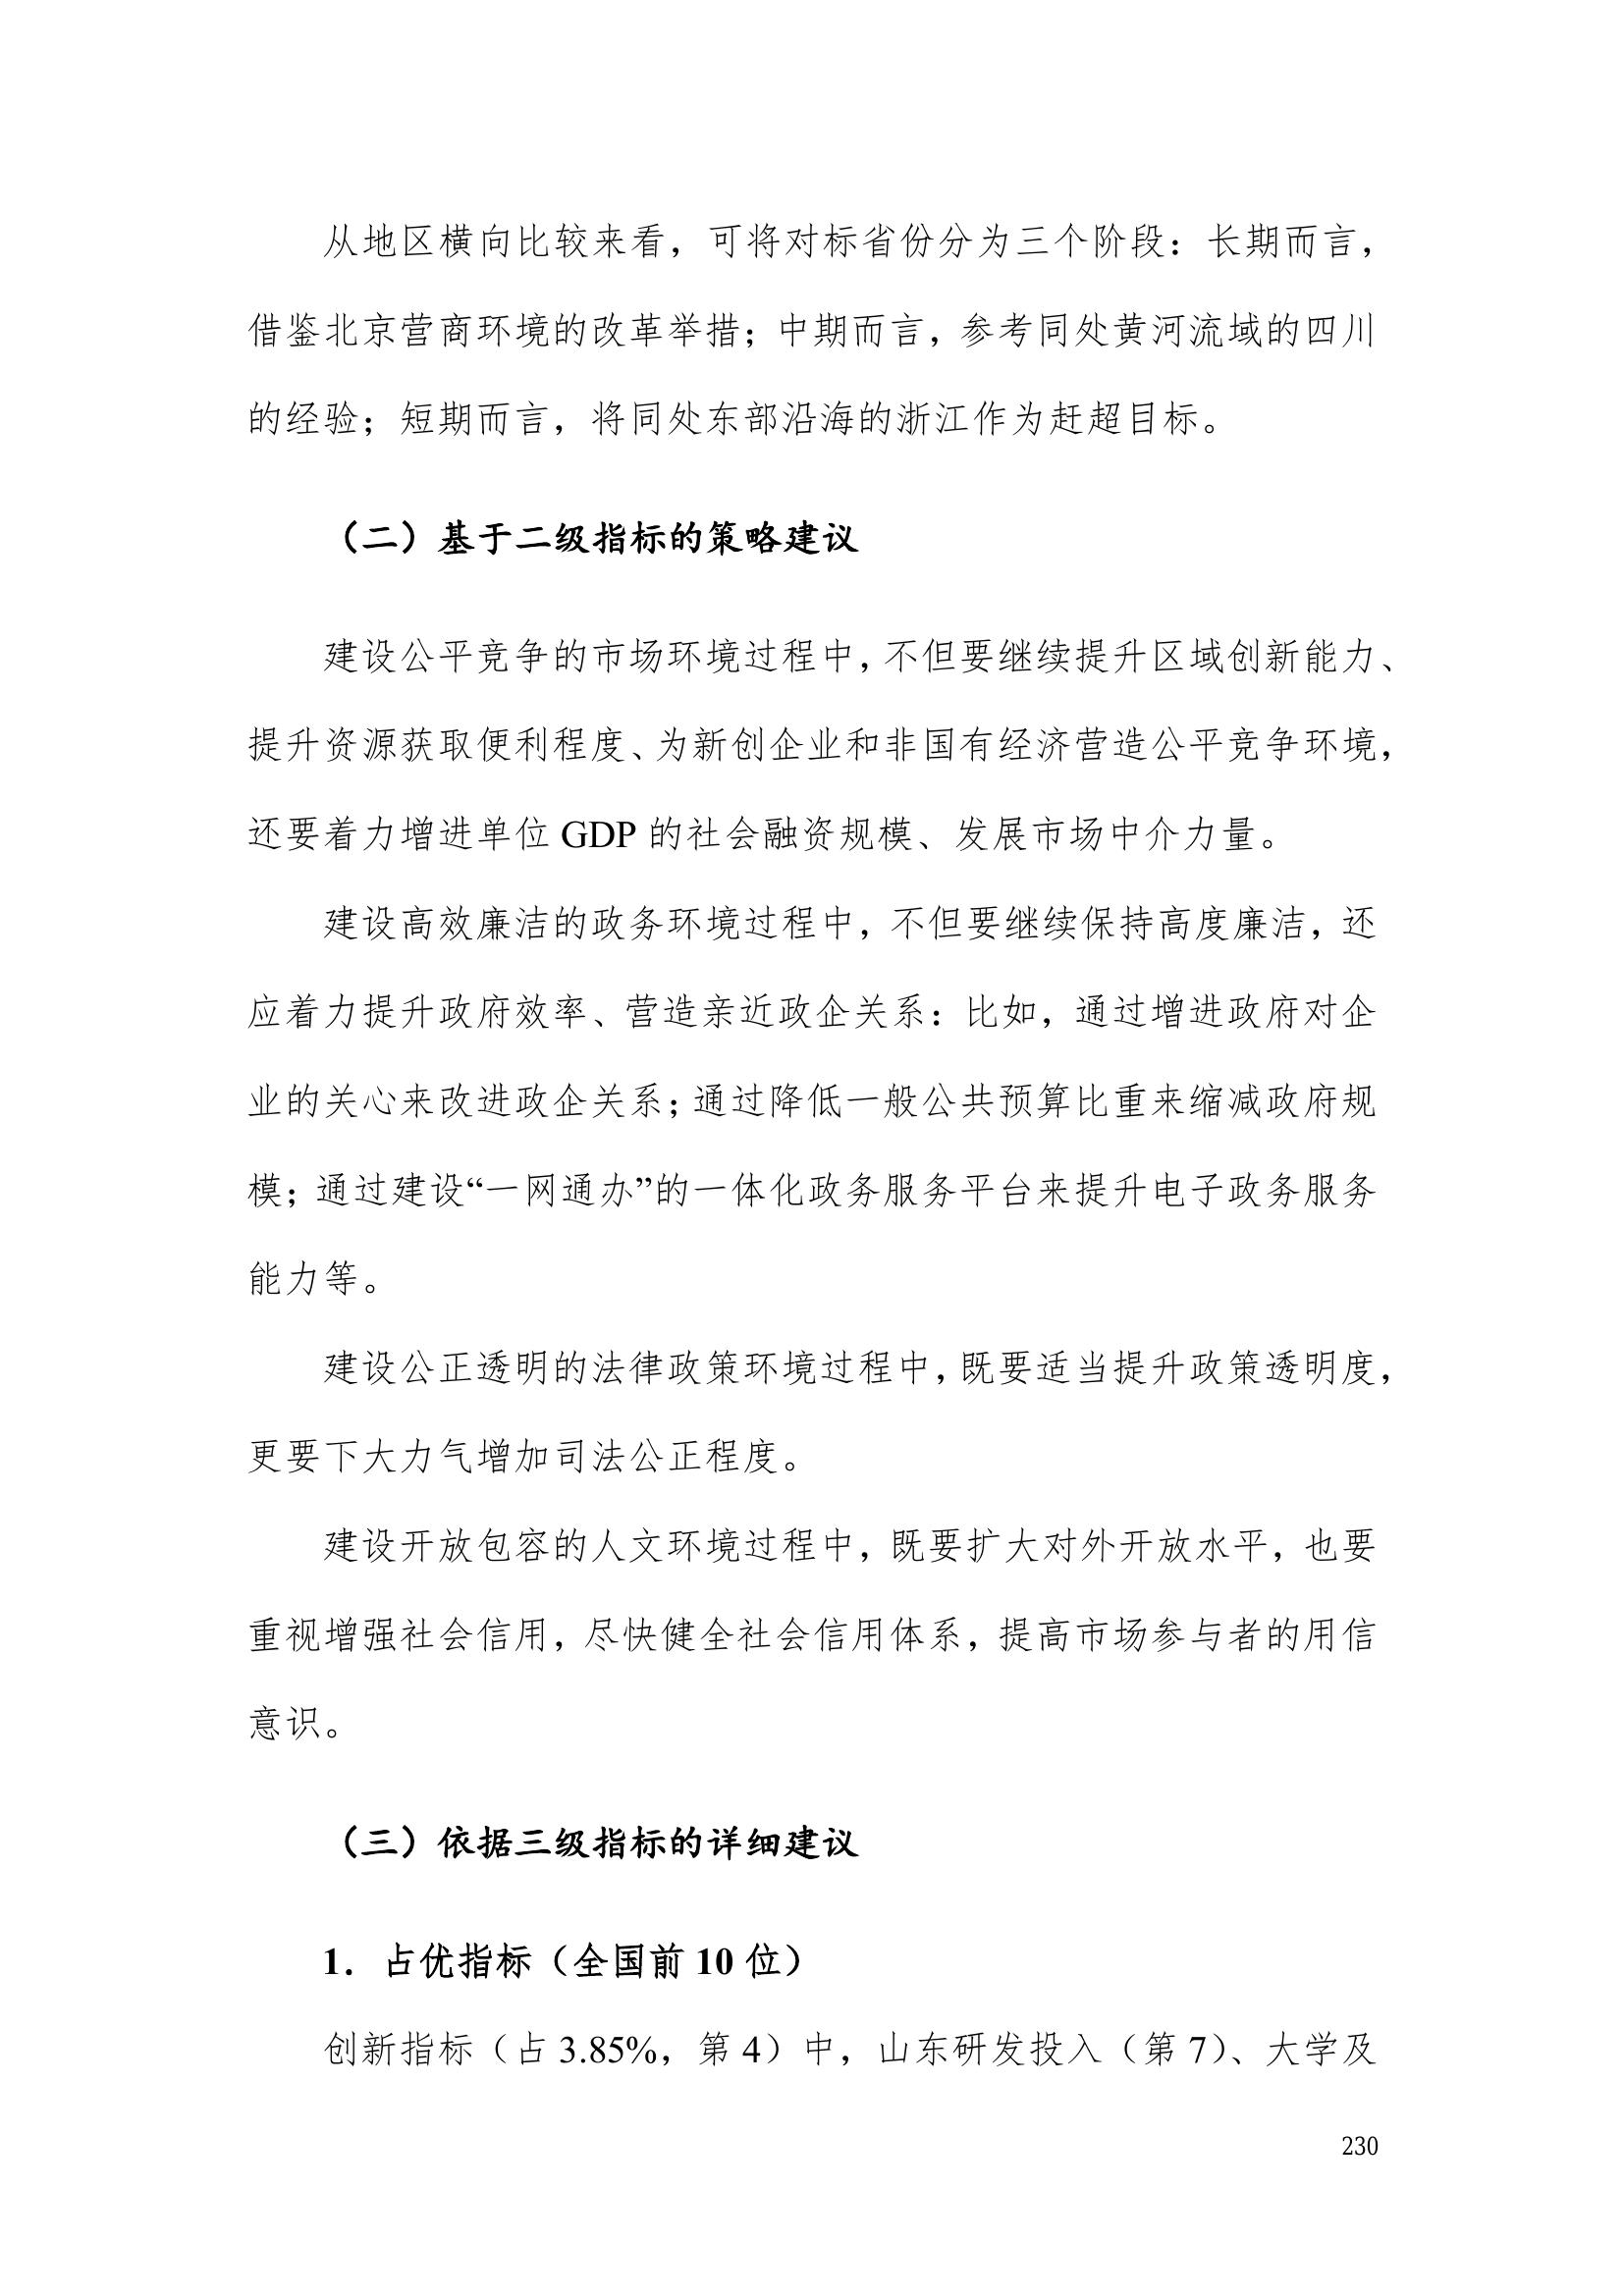 从地区横向比较来看，可将对标省份分为三个阶段：长期而言，
借鉴北京营商环境的改革举措；中期而言，参考同处黄河流域的四川
的经验；短期而言，将同处东部沿海的浙江作为赶超目标。
（二）基于二级指标的策略建议
建设公平竞争的市场环境过程中，不但要继续提升区域创新能力、
提升资源获取便利程度、为新创企业和非国有经济营造公平竞争环境，
还要着力增进单位 GDP 的社会融资规模、发展市场中介力量。
建设高效廉洁的政务环境过程中，不但要继续保持高度廉洁，还
应着力提升政府效率、营造亲近政企关系：比如，通过增进政府对企
业的关心来改进政企关系；通过降低一般公共预算比重来缩减政府规
模；通过建设“一网通办”的一体化政务服务平台来提升电子政务服务
能力等。
建设公正透明的法律政策环境过程中，既要适当提升政策透明度，
更要下大力气增加司法公正程度。
建设开放包容的人文环境过程中，既要扩大对外开放水平，也要
重视增强社会信用，尽快健全社会信用体系，提高市场参与者的用信
意识。
（三）依据三级指标的详细建议
1．占优指标（全国前 10 位）
创新指标（占 3.85%，第 4）中，山东研发投入（第 7）、大学及
230